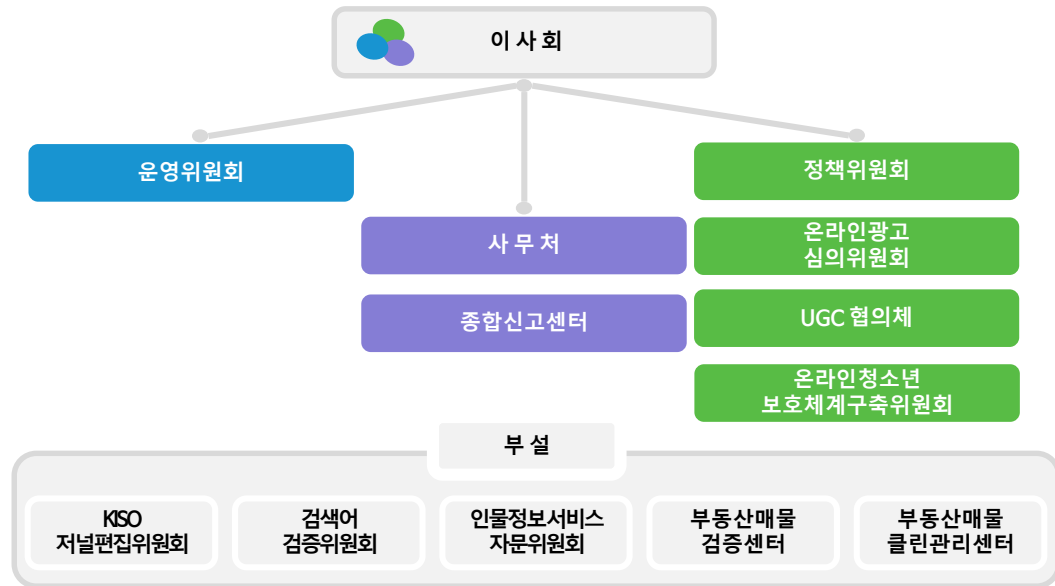 이 사 회
운영위원회
정책위원회
사 무 처
온라인광고
심의위원회
종합신고센터
UGC 협의체
온라인청소년
보호체계구축위원회
부 설
KISO
저널편집위원회
검색어
검증위원회
인물정보서비스
자문위원회
부동산매물
검증센터
부동산매물
클린관리센터